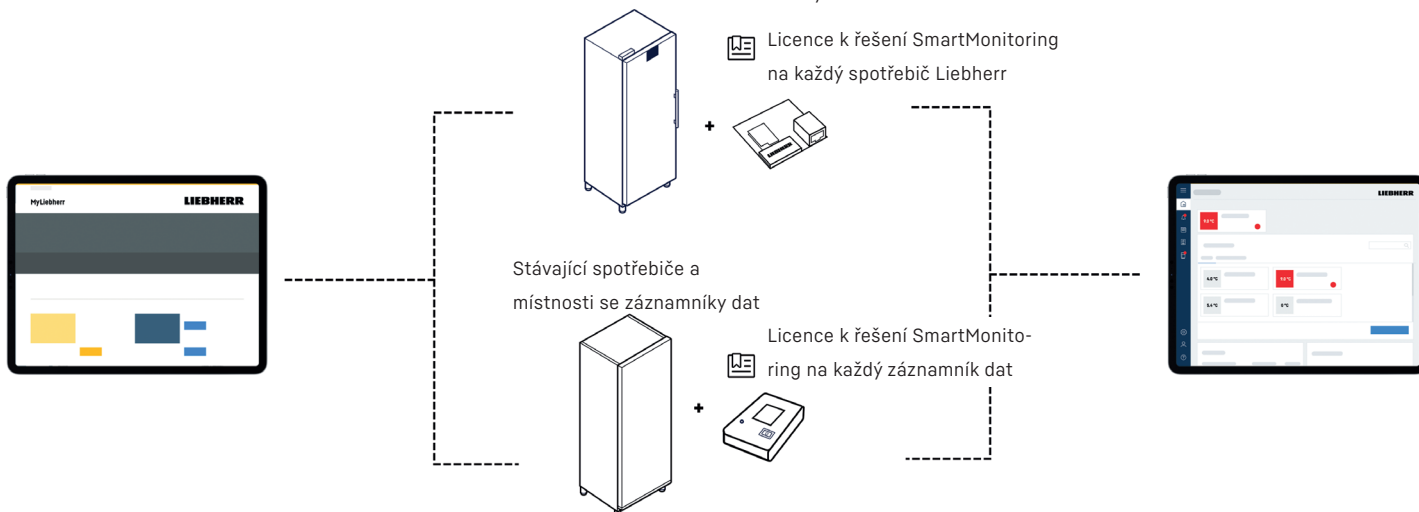 Licence k řešení SmartMonitoring
na každý spotřebič Liebherr
LIEBHERR
MyLiebherr
LIEBHERR
LIEBHERR
Stávající spotřebiče a
místnosti se záznamníky dat
Licence k řešení SmartMonito-
ring na každý záznamník dat